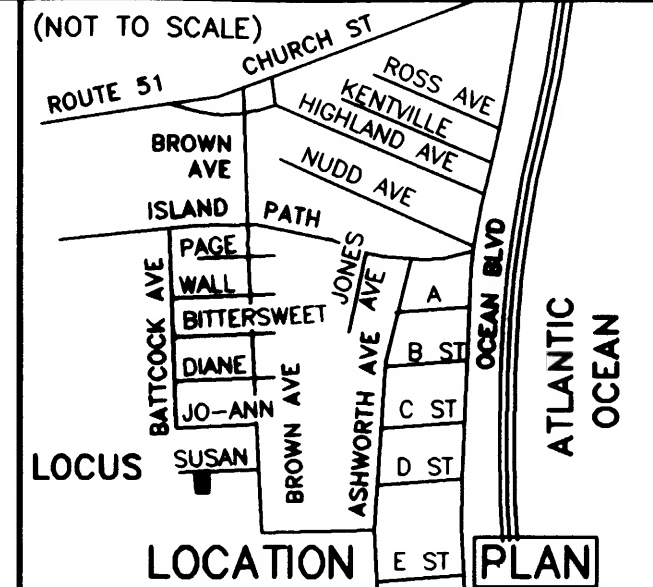 (NOT TO SCALE)
CHURCH ST
ROUTE 51
ROSS AVE
KENTVILLE
HIGHLAND AVE
BROWN
AVE
NUDD AVE
ISLAND PATH
PAGE
JONES
AVE
WALL
A
BITTERSWEET
OCEAN BLVD
BATTCOCK AVE
B ST
DIANE
ATLANTIC
OCEAN
JO-ANN
BROWN AVE
ASHWORTH AVE
C ST
LOCUS
SUSAN
D ST
E ST
LOCATION PLAN